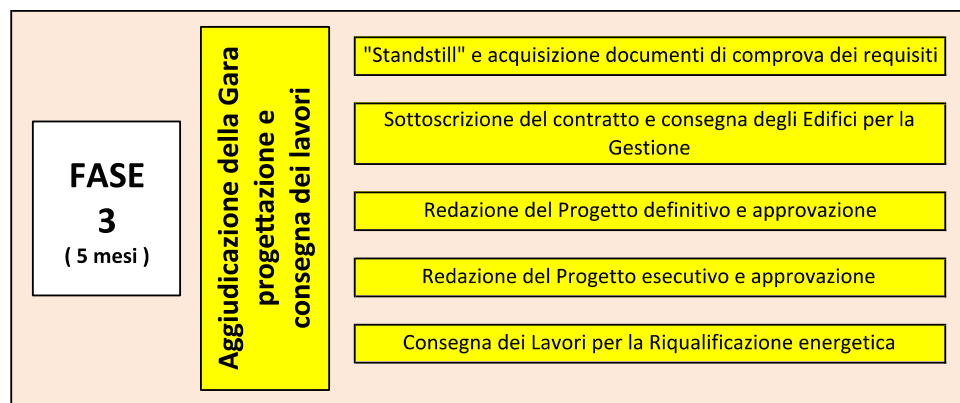 FASE
3
( 5 mesi )
Aggiudicazione della Gara
progettazione e
consegna dei lavori
"Standstill" e acquisizione documenti di comprova dei requisiti
Sottoscrizione del contratto e consegna degli Edifici per la
Gestione
Redazione del Progetto definitivo e approvazione
Redazione del Progetto esecutivo e approvazione
Consegna dei Lavori per la Riqualificazione energetica